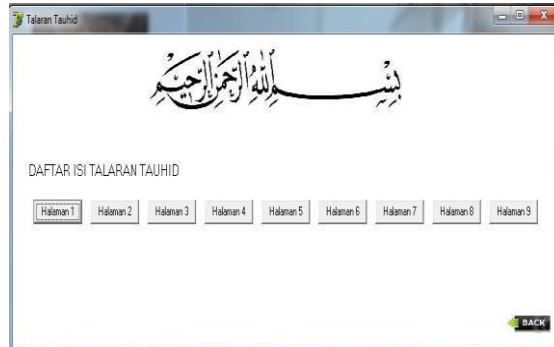 Talaran Tauhid
بِسْمِ اللّٰهِ الرَّحْمٰنِ الرَّحِيْمِ
DAFTAR ISI TALARAN TAUHID
Halaman 1 Halaman 2 Halaman 3 Halaman 4 Halaman 5 Halaman 6 Halaman 7 Halaman 8 Halaman 9
BACK